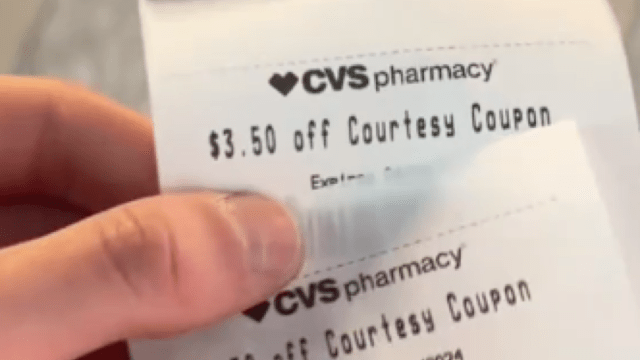 CVS pharmacy
$3.50 off Courtesy Coupon
CVS pharmacy
off Courtesy Coupon